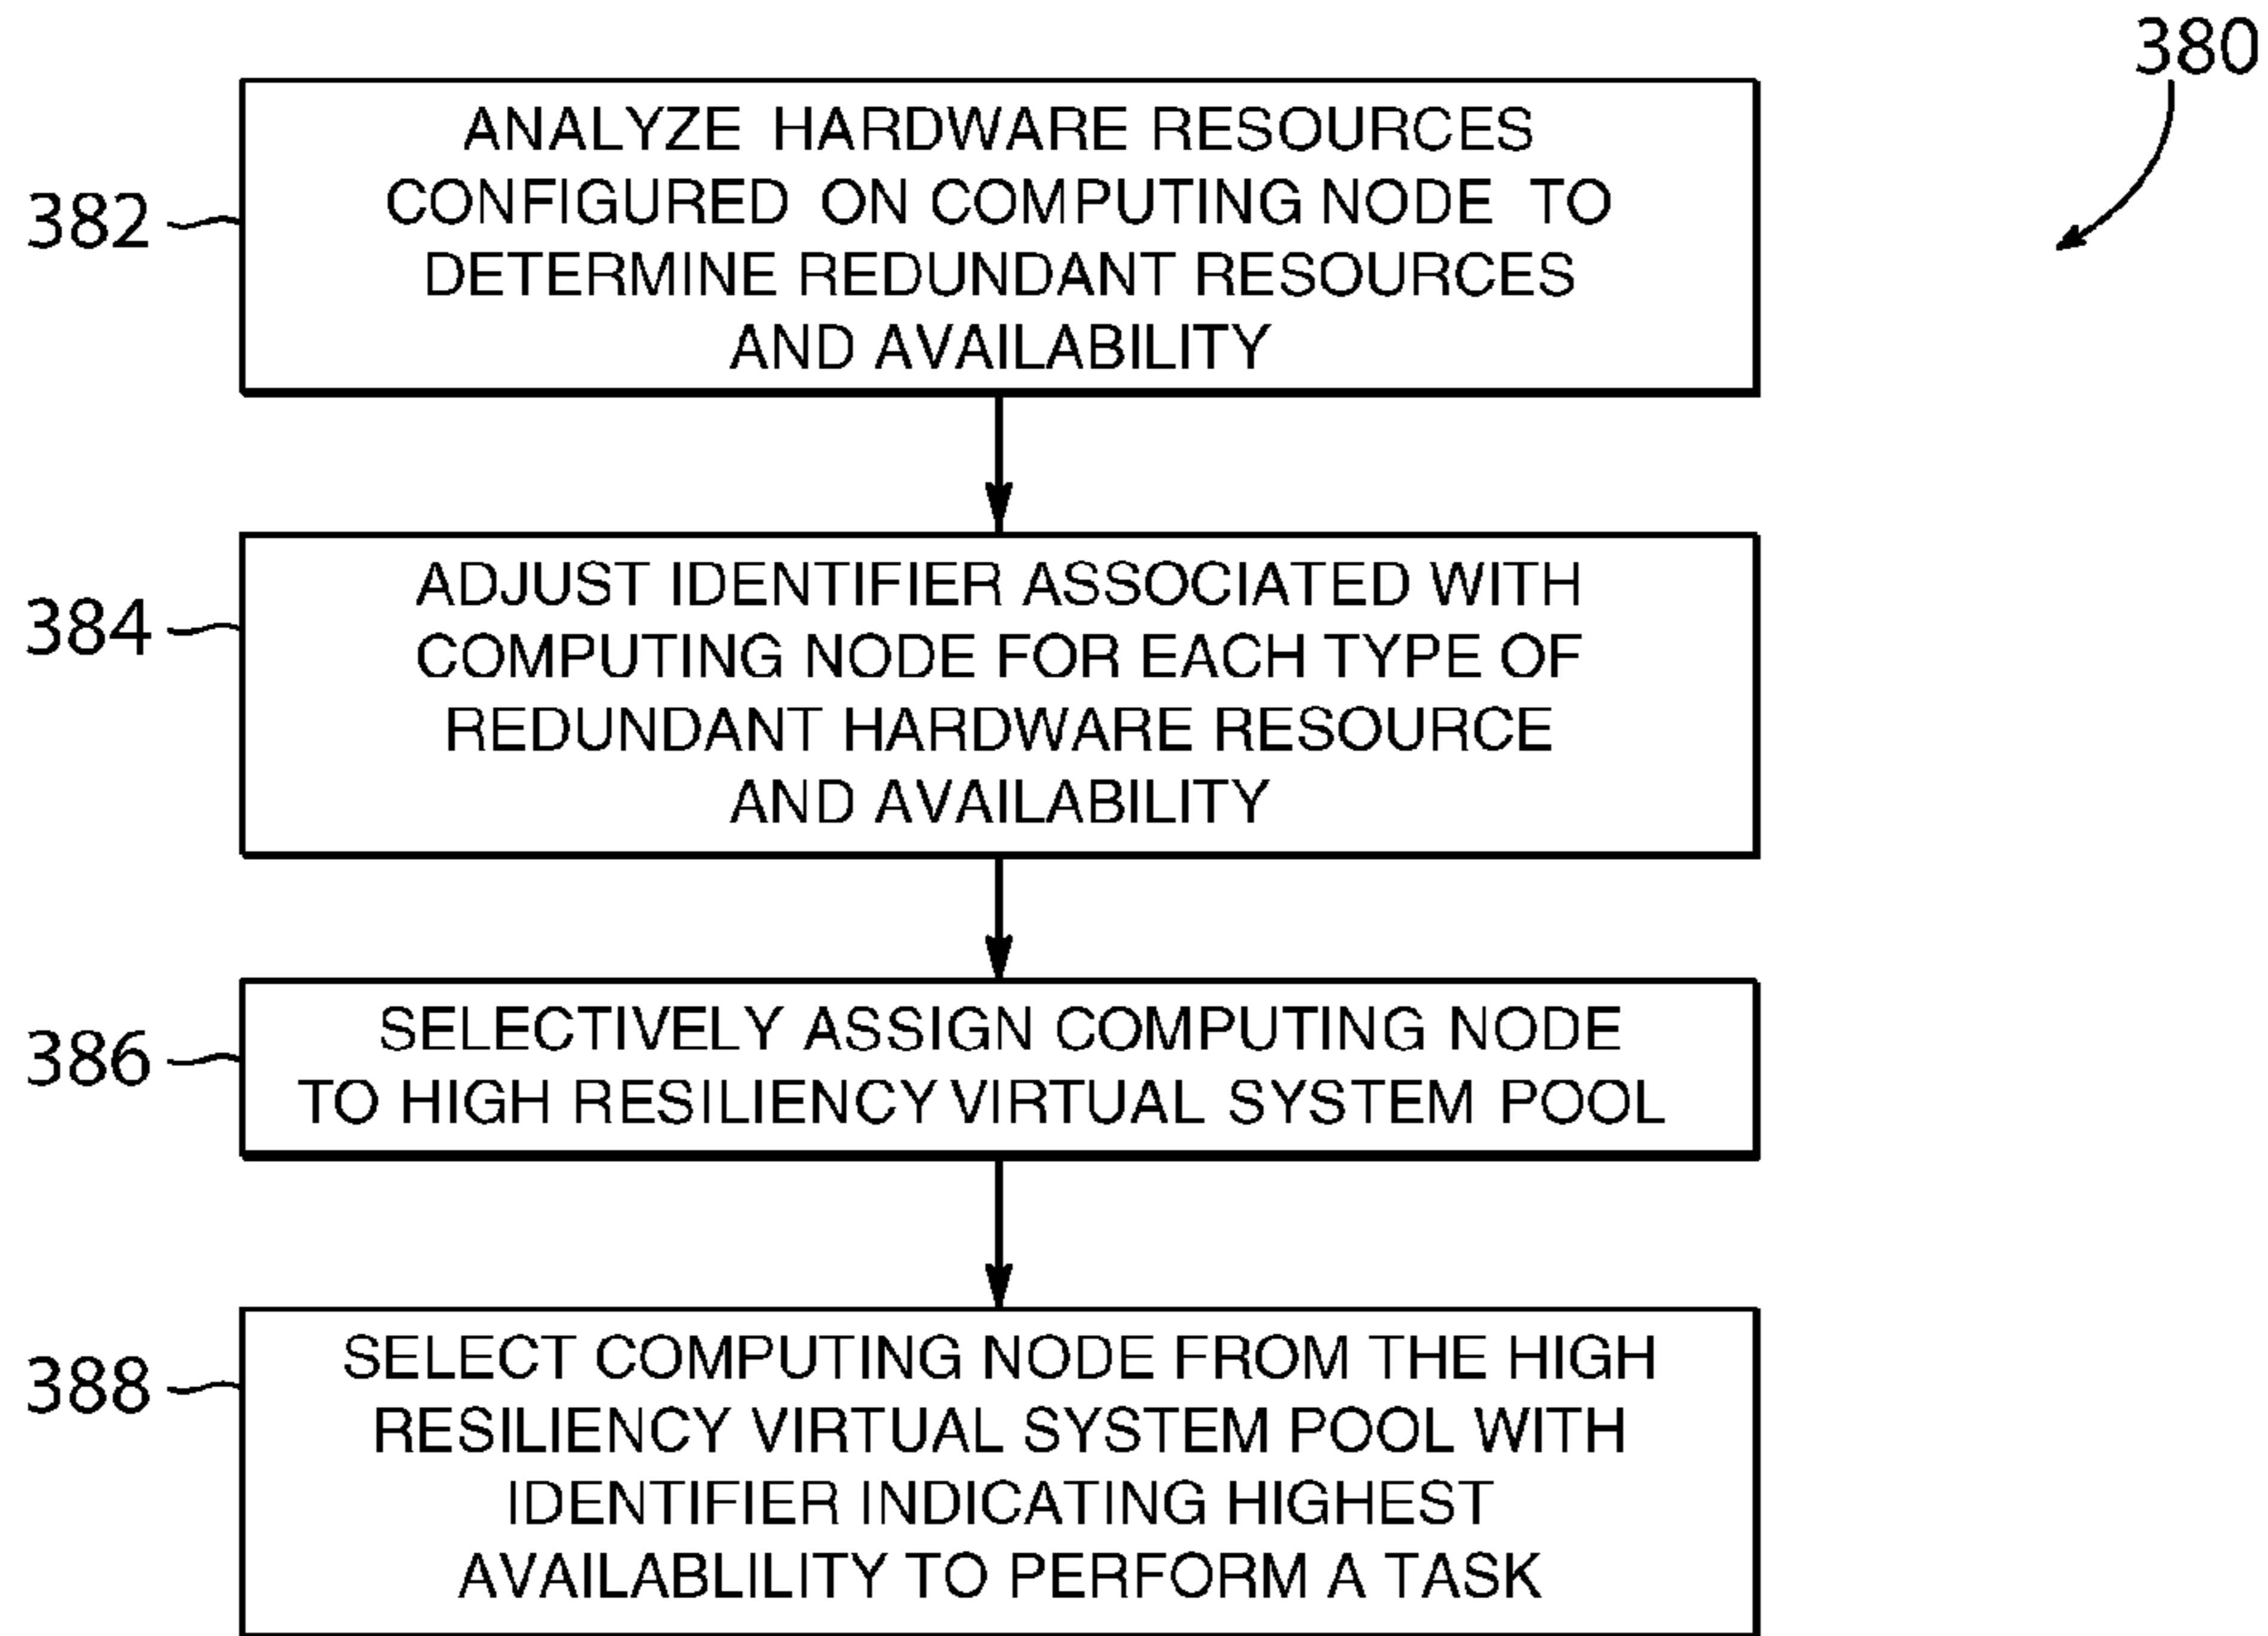 380
382
ANALYZE HARDWARE RESOURCES
CONFIGURED ON COMPUTING NODE TO
DETERMINE REDUNDANT RESOURCES
AND AVAILABILITY
384
ADJUST IDENTIFIER ASSOCIATED WITH
COMPUTING NODE FOR EACH TYPE OF
REDUNDANT HARDWARE RESOURCE
AND AVAILABILITY
386
SELECTIVELY ASSIGN COMPUTING NODE
TO HIGH RESILIENCY VIRTUAL SYSTEM POOL
388
SELECT COMPUTING NODE FROM THE HIGH
RESILIENCY VIRTUAL SYSTEM POOL WITH
IDENTIFIER INDICATING HIGHEST
AVAILABLILITY TO PERFORM A TASK